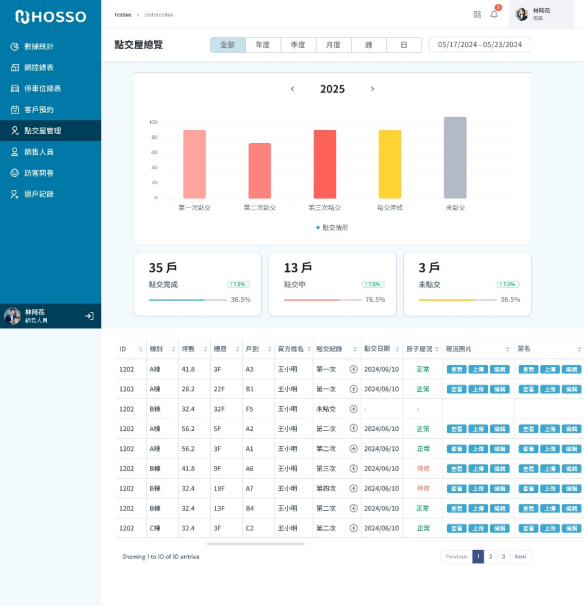 HOSSO
Tables > Datatables
林阿花
點交屋總覽
全部 年度 季度 月度 週 日
05/17/2024 - 05/23/2024
數據統計
銷控總表
停車位總表
客戶預約
點交屋管理
銷售人員
訪客問卷
退戶記錄
林阿花
銷售人員
< 2025 >
100
80
60
40
20
0
第一次點交 第二次點交 第三次點交 點交完成 未點交
點交情形
35 戶
點交完成
↑7.5%
36.5%
13 戶
點交中
↑7.5%
76.5%
3 戶
未點交
↑7.5%
36.5%
ID 棟別 坪數 樓層 戶別 買方姓名 點交紀錄 點交日期 房子屋況 現況照片 簽名
1202 A棟 41.8 3F A3 王小明 第一次 2024/06/10 正常 查看 上傳 編輯 查看 上傳 編輯
1202 A棟 28.2 22F B1 王小明 第一次 2024/06/10 正常 查看 上傳 編輯 查看 上傳 編輯
1202 B棟 32.4 32F F5 王小明 未點交 - -
1202 A棟 56.2 5F A2 王小明 第二次 2024/06/10 正常 查看 上傳 編輯 查看 上傳 編輯
1202 A棟 56.2 3F A1 王小明 第二次 2024/06/10 正常 查看 上傳 編輯 查看 上傳 編輯
1202 B棟 41.8 9F A6 王小明 第三次 2024/06/10 待修 查看 上傳 編輯 查看 上傳 編輯
1202 B棟 32.4 19F A7 王小明 第四次 2024/06/10 待修 查看 上傳 編輯 查看 上傳 編輯
1202 B棟 32.4 13F B4 王小明 第二次 2024/06/10 正常 查看 上傳 編輯 查看 上傳 編輯
1202 C棟 32.4 3F C2 王小明 第二次 2024/06/10 正常 查看 上傳 編輯 查看 上傳 編輯
Showing 1 to 10 of 10 entries
Previous 1 2 3 Next